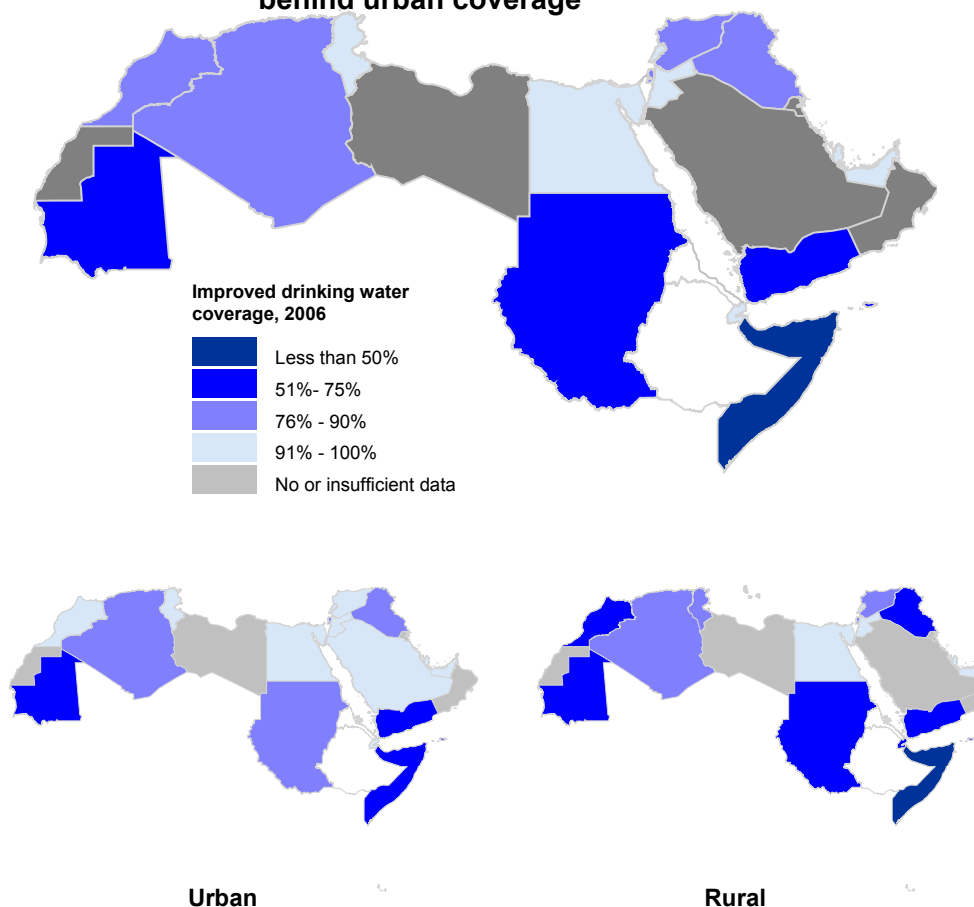 behind urban coverage
Improved drinking water
coverage, 2006
Less than 50%
51%- 75%
76% - 90%
91% - 100%
No or insufficient data
Urban
Rural